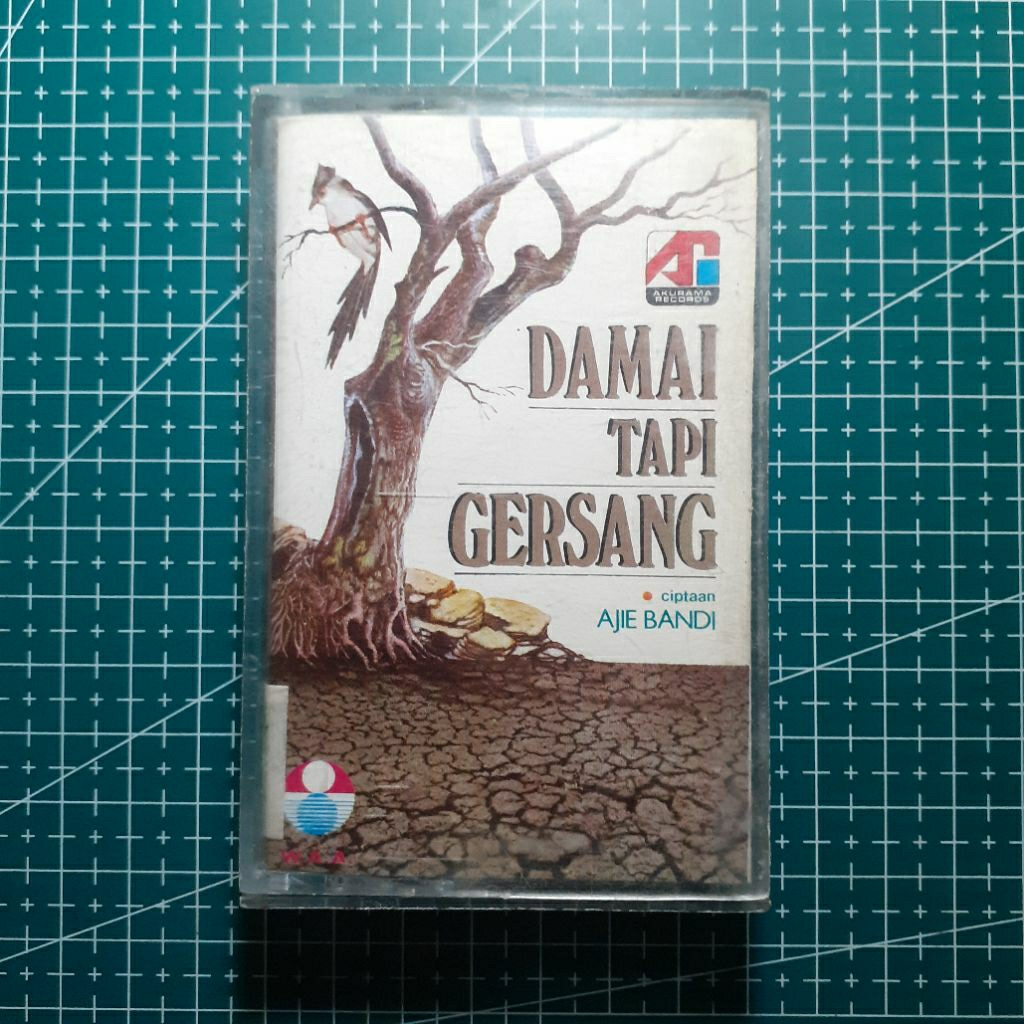 AKURAMA
RECORDS
DAMAI
TAPI
GERSANG
ciptaan
AJIE BANDI
W A A